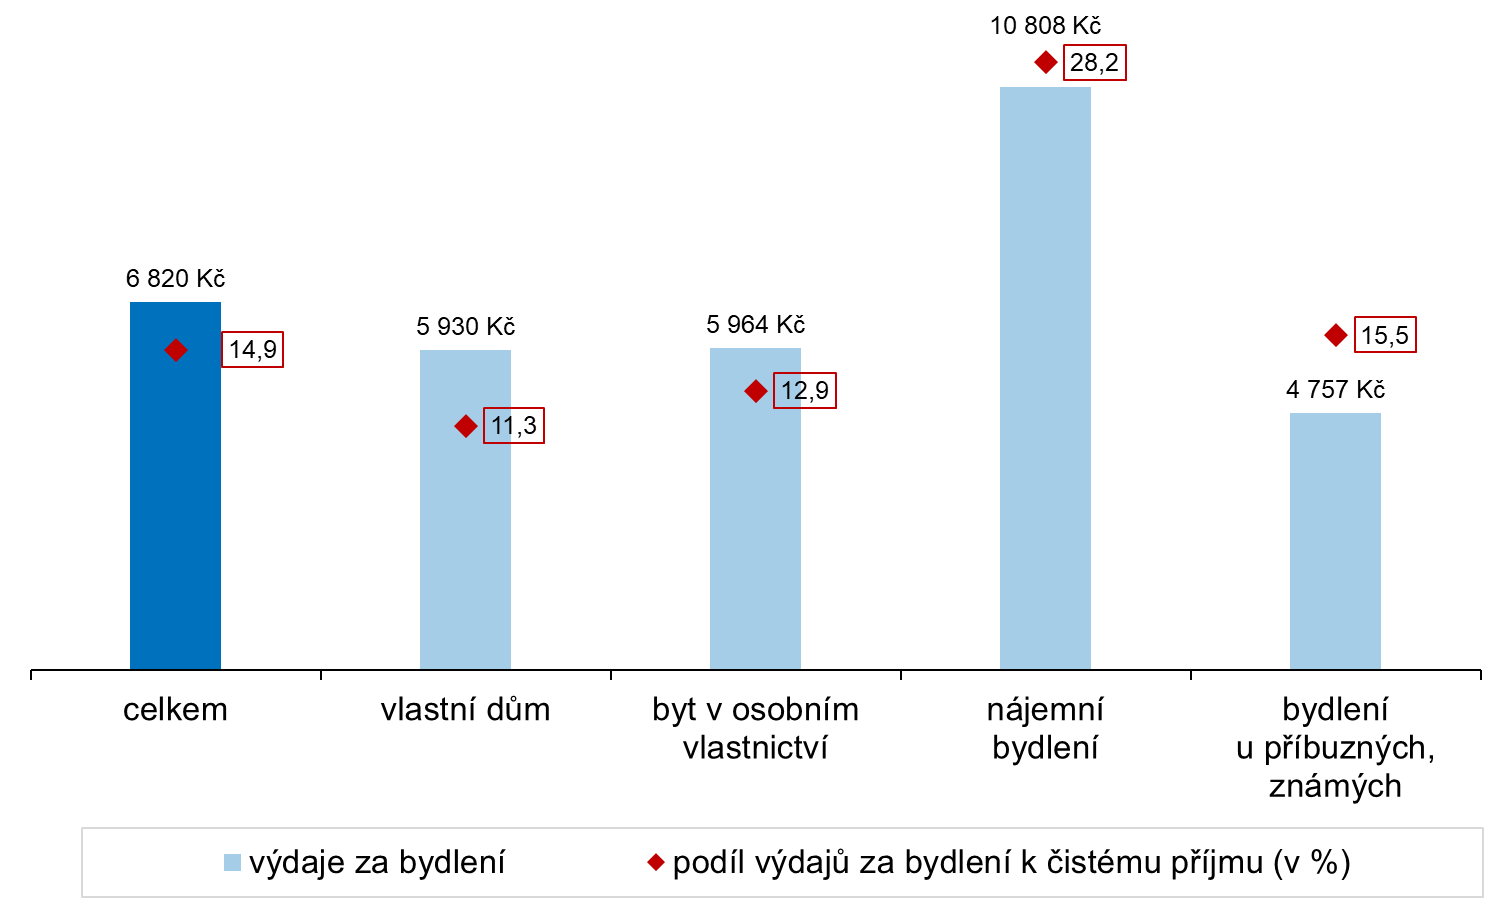 10 808 Kč
28,2
6 820 Kč
14,9
5 930 Kč
11,3
5 964 Kč
12,9
15,5
4 757 Kč
celkem
vlastní dům
byt v osobním
vlastnictví
nájemní
bydlení
bydlení
u příbuzných,
známých
výdaje za bydlení
podíl výdajů za bydlení k čistému příjmu (v %)